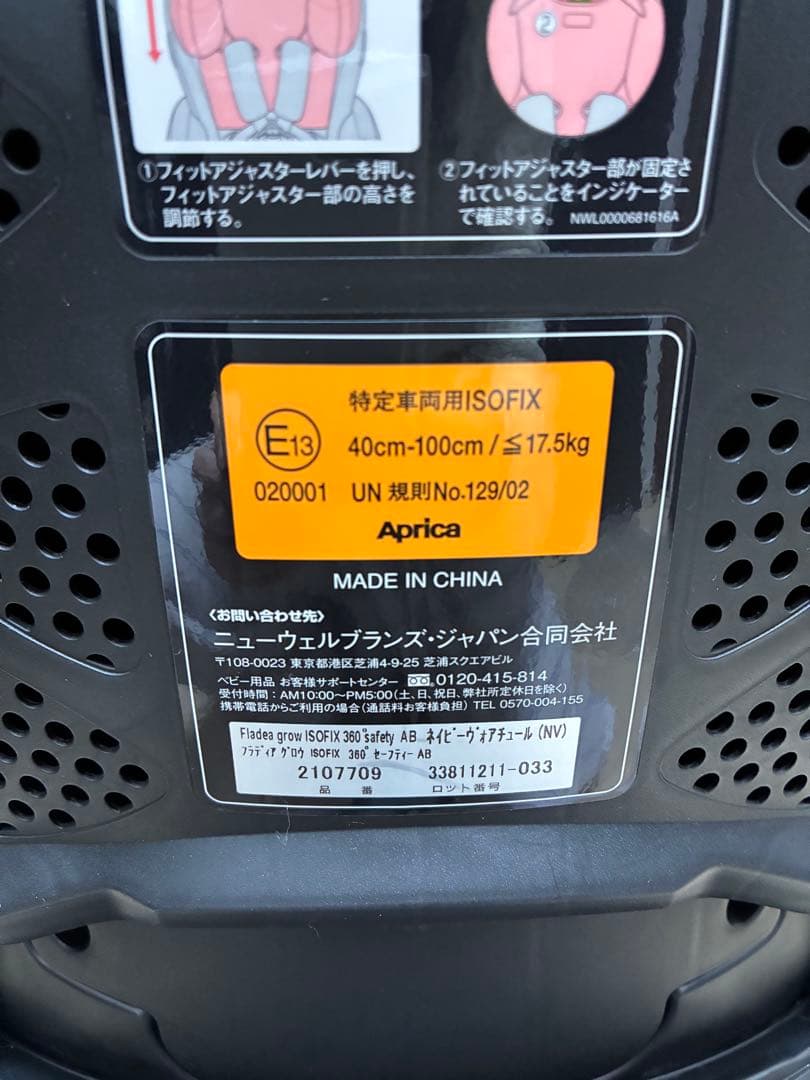 ②
①フィットアジャスターレバーを押し、
フィットアジャスター部の高さを
調節する。
②フィットアジャスター部が固定さ
れていることをインジケーター
で確認する。 NWL0000681616A
特定車両用ISOFIX
E13 40cm-100cm/≦17.5kg
020001 UN 規則No.129/02
Aprica
MADE IN CHINA
〈お問い合わせ先〉
ニューウェルブランズ・ジャパン合同会社
〒108-0023 東京都港区芝浦4-9-25 芝浦スクエアビル
ベビー用品 お客様サポートセンター 0120-415-814
受付時間:AM10:00〜PM5:00(土、日、祝日、弊社所定休日を除く)
携帯電話からご利用の場合(通話料お客様負担) TEL 0570-004-155
Fladea grow ISOFIX 360°safety AB ネイビーヴォアチュール(NV)
フラディア グロウ ISOFIX 360° セーフティー AB
2107709 33811211-033
品 番 ロット番号